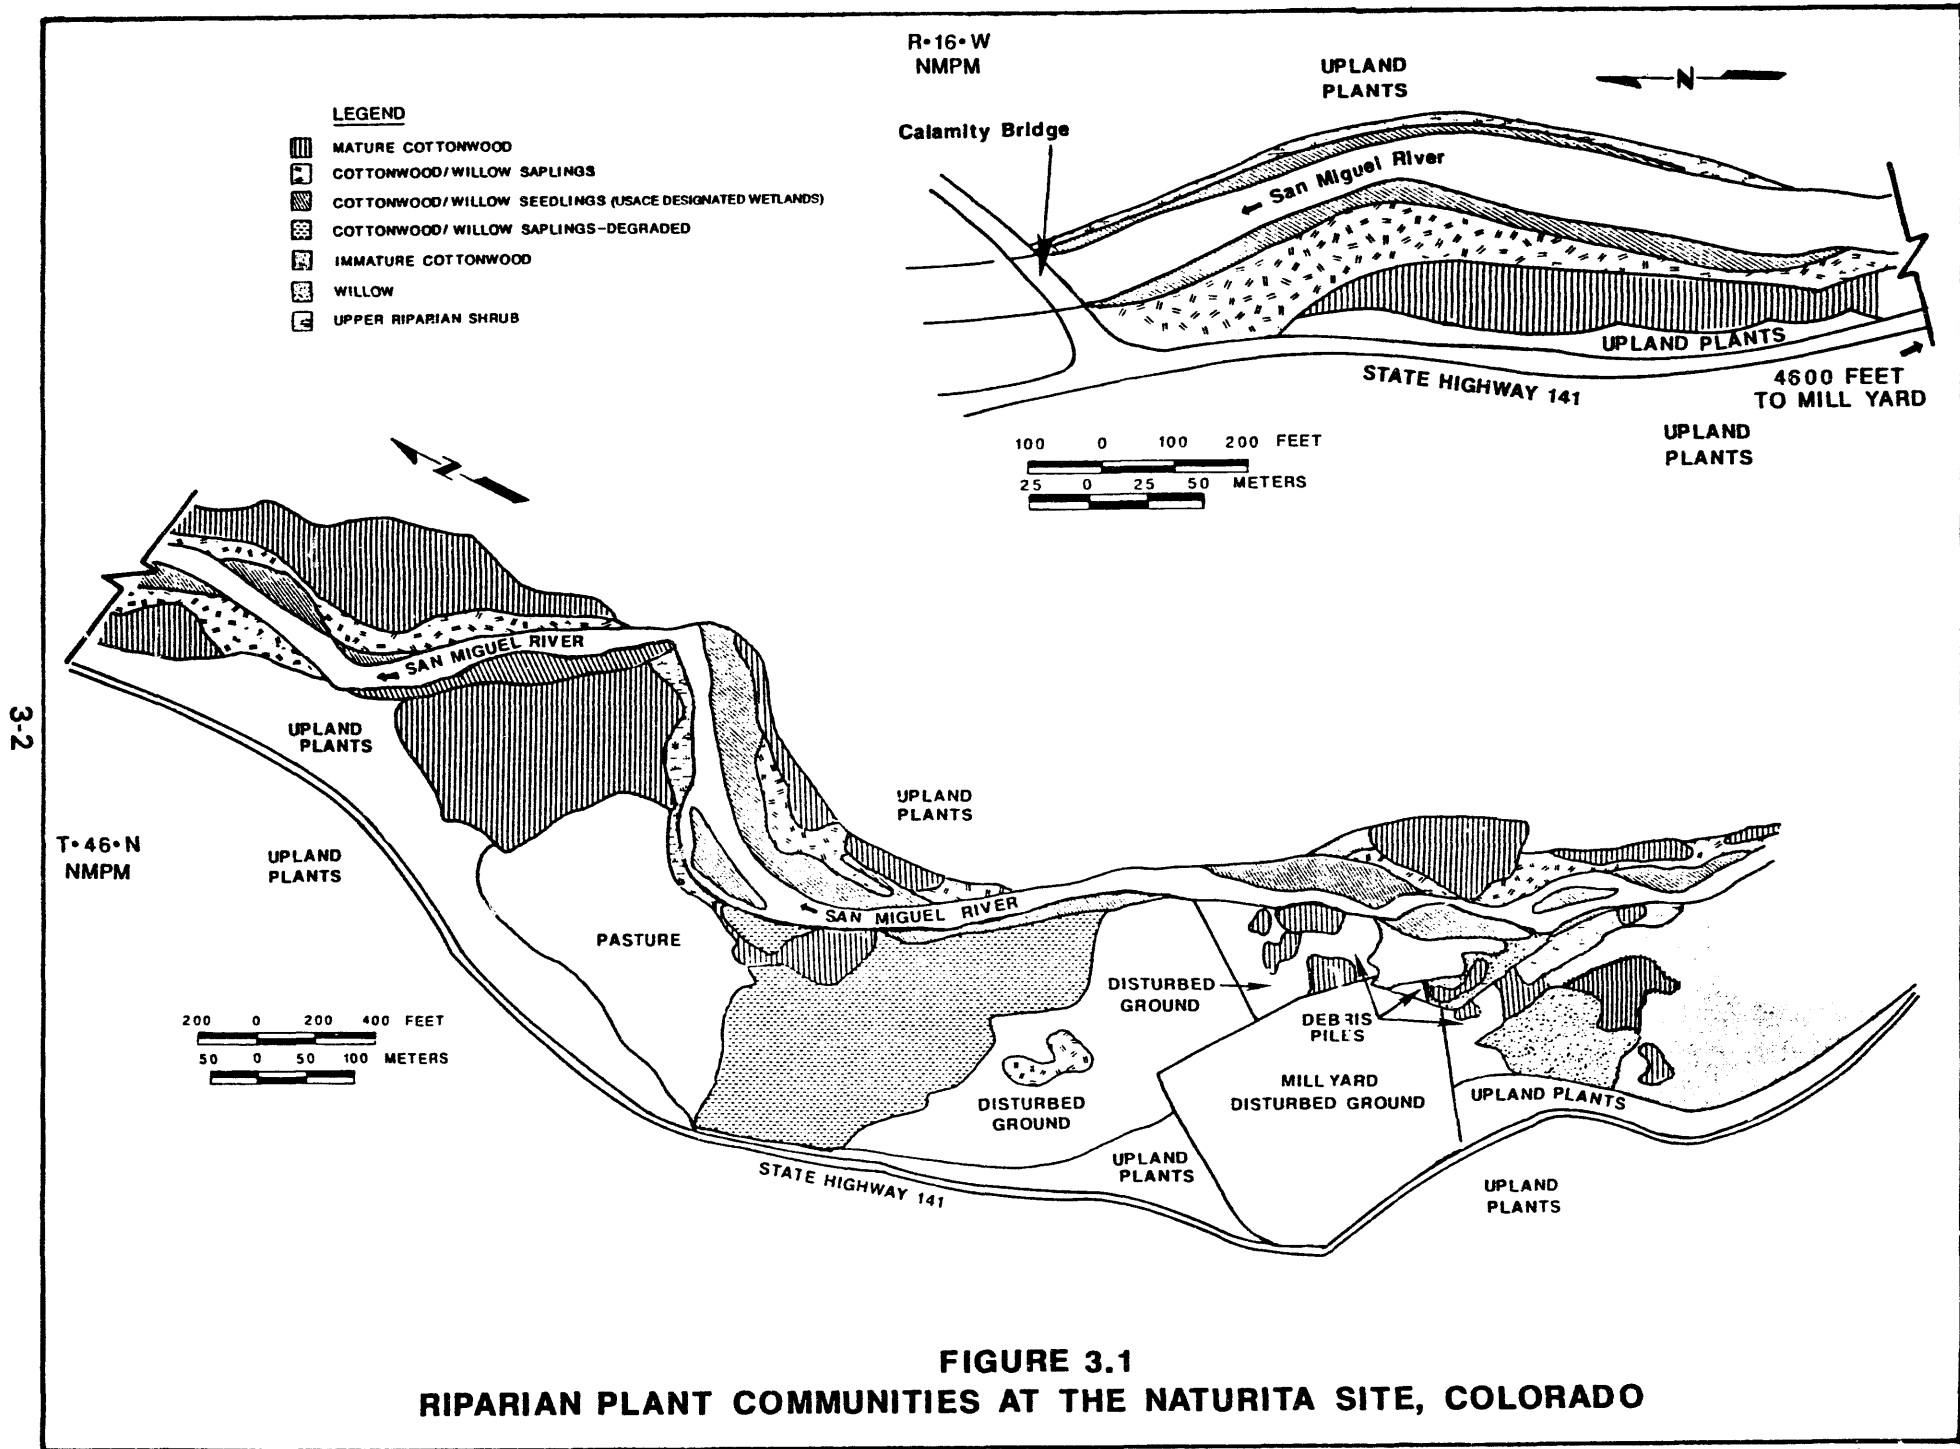 R•16•W
NMPM
UPLAND
PLANTS
N
Calamity Bridge
LEGEND
MATURE COTTONWOOD
COTTONWOOD/WILLOW SAPLINGS
COTTONWOOD/WILLOW SEEDLINGS (USACE DESIGNATED WETLANDS)
COTTONWOOD/WILLOW SAPLINGS-DEGRADED
IMMATURE COTTONWOOD
WILLOW
UPPER RIPARIAN SHRUB
San Miguel River
UPLAND PLANTS
STATE HIGHWAY 141
4600 FEET
TO MILL YARD
UPLAND
PLANTS
100 0 100 200 FEET
25 0 25 50 METERS
N
SAN MIGUEL RIVER
UPLAND
PLANTS
3-2
T•46•N
NMPM
UPLAND
PLANTS
UPLAND
PLANTS
SAN MIGUEL RIVER
PASTURE
DISTURBED
GROUND
DEBRIS
PILES
200 0 200 400 FEET
50 0 50 100 METERS
DISTURBED
GROUND
MILL YARD
DISTURBED GROUND
UPLAND PLANTS
UPLAND
PLANTS
STATE HIGHWAY 141
UPLAND
PLANTS
FIGURE 3.1
RIPARIAN PLANT COMMUNITIES AT THE NATURITA SITE, COLORADO